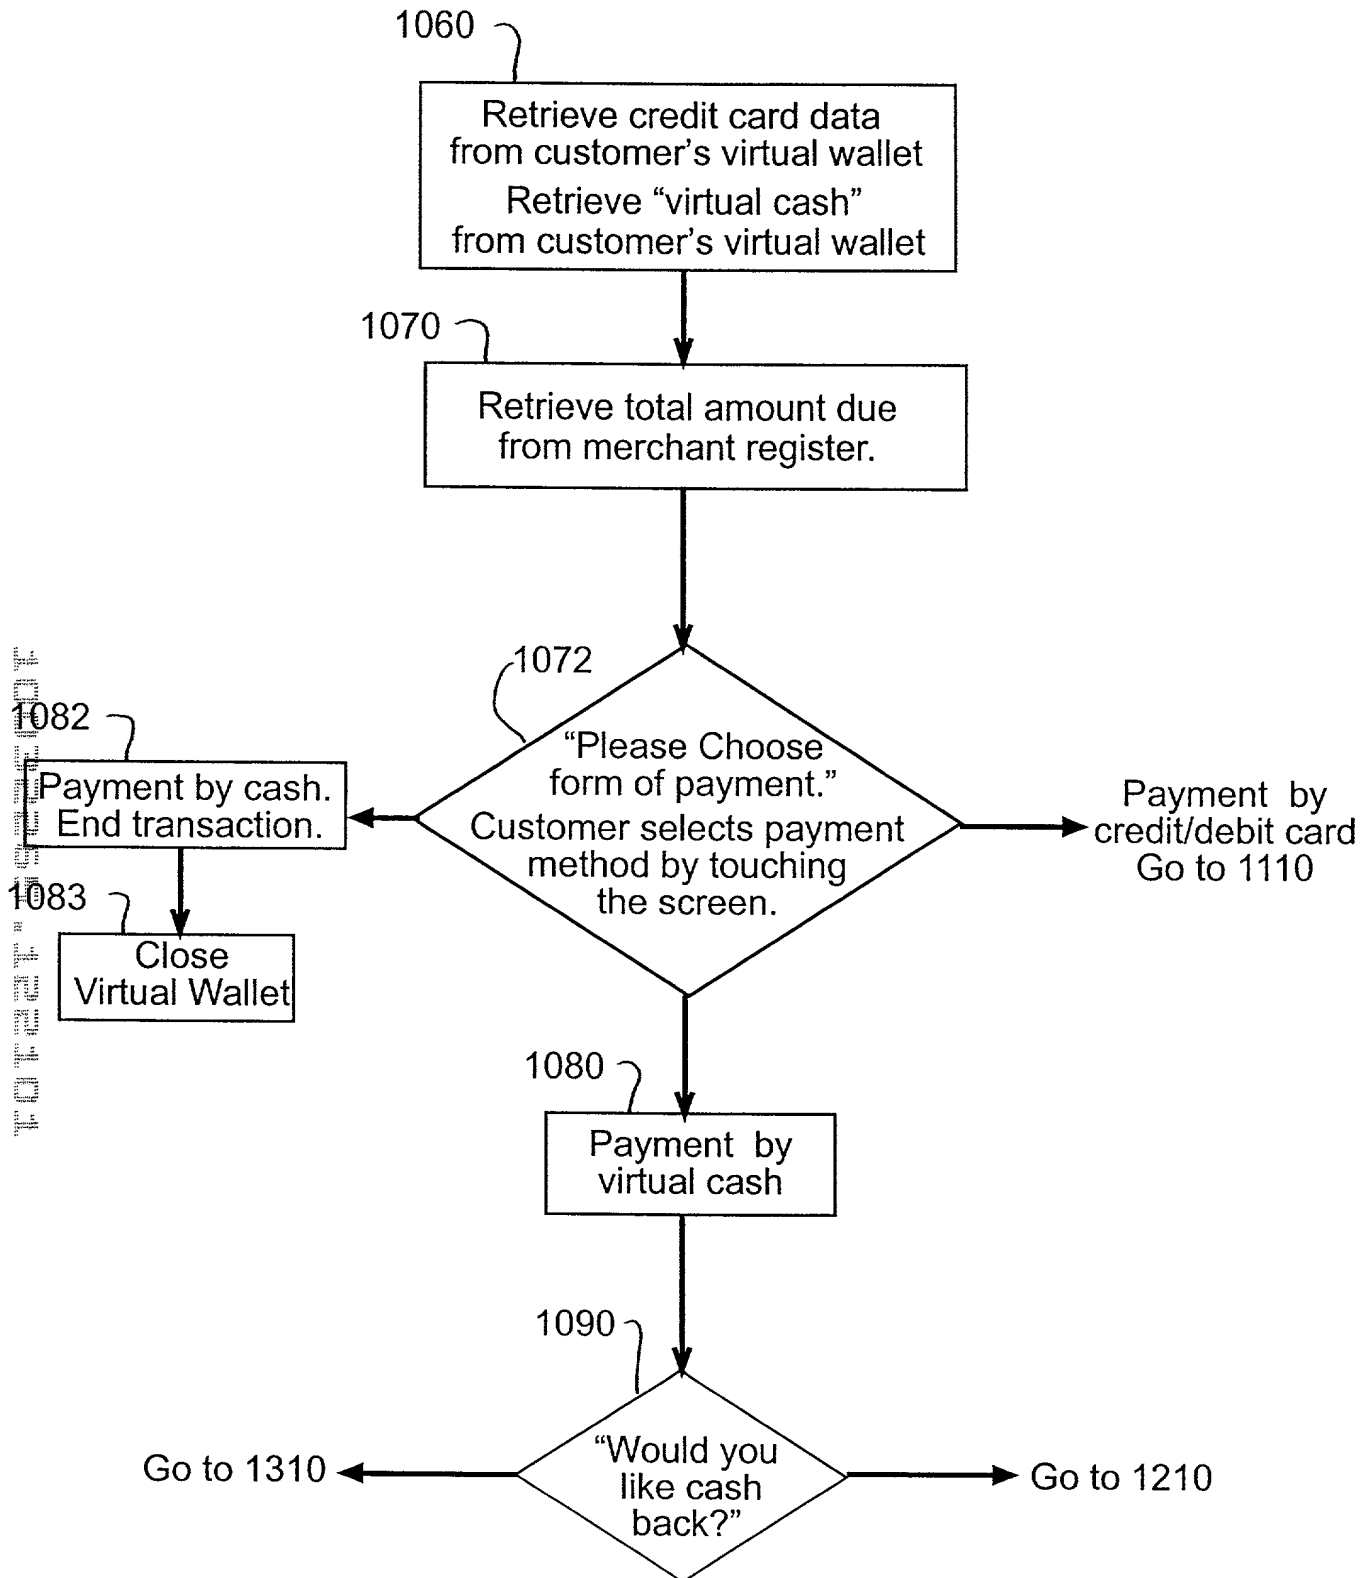 1060
Retrieve credit card data
from customer’s virtual wallet
Retrieve “virtual cash”
from customer’s virtual wallet
1070
Retrieve total amount due
from merchant register.
1072
“Please Choose
form of payment.”
Customer selects payment
method by touching
the screen.
1082
Payment by cash.
End transaction.
1083
Close
Virtual Wallet
Payment by
credit/debit card
Go to 1110
1080
Payment by
virtual cash
1090
“Would you
like cash
back?”
Go to 1310
Go to 1210